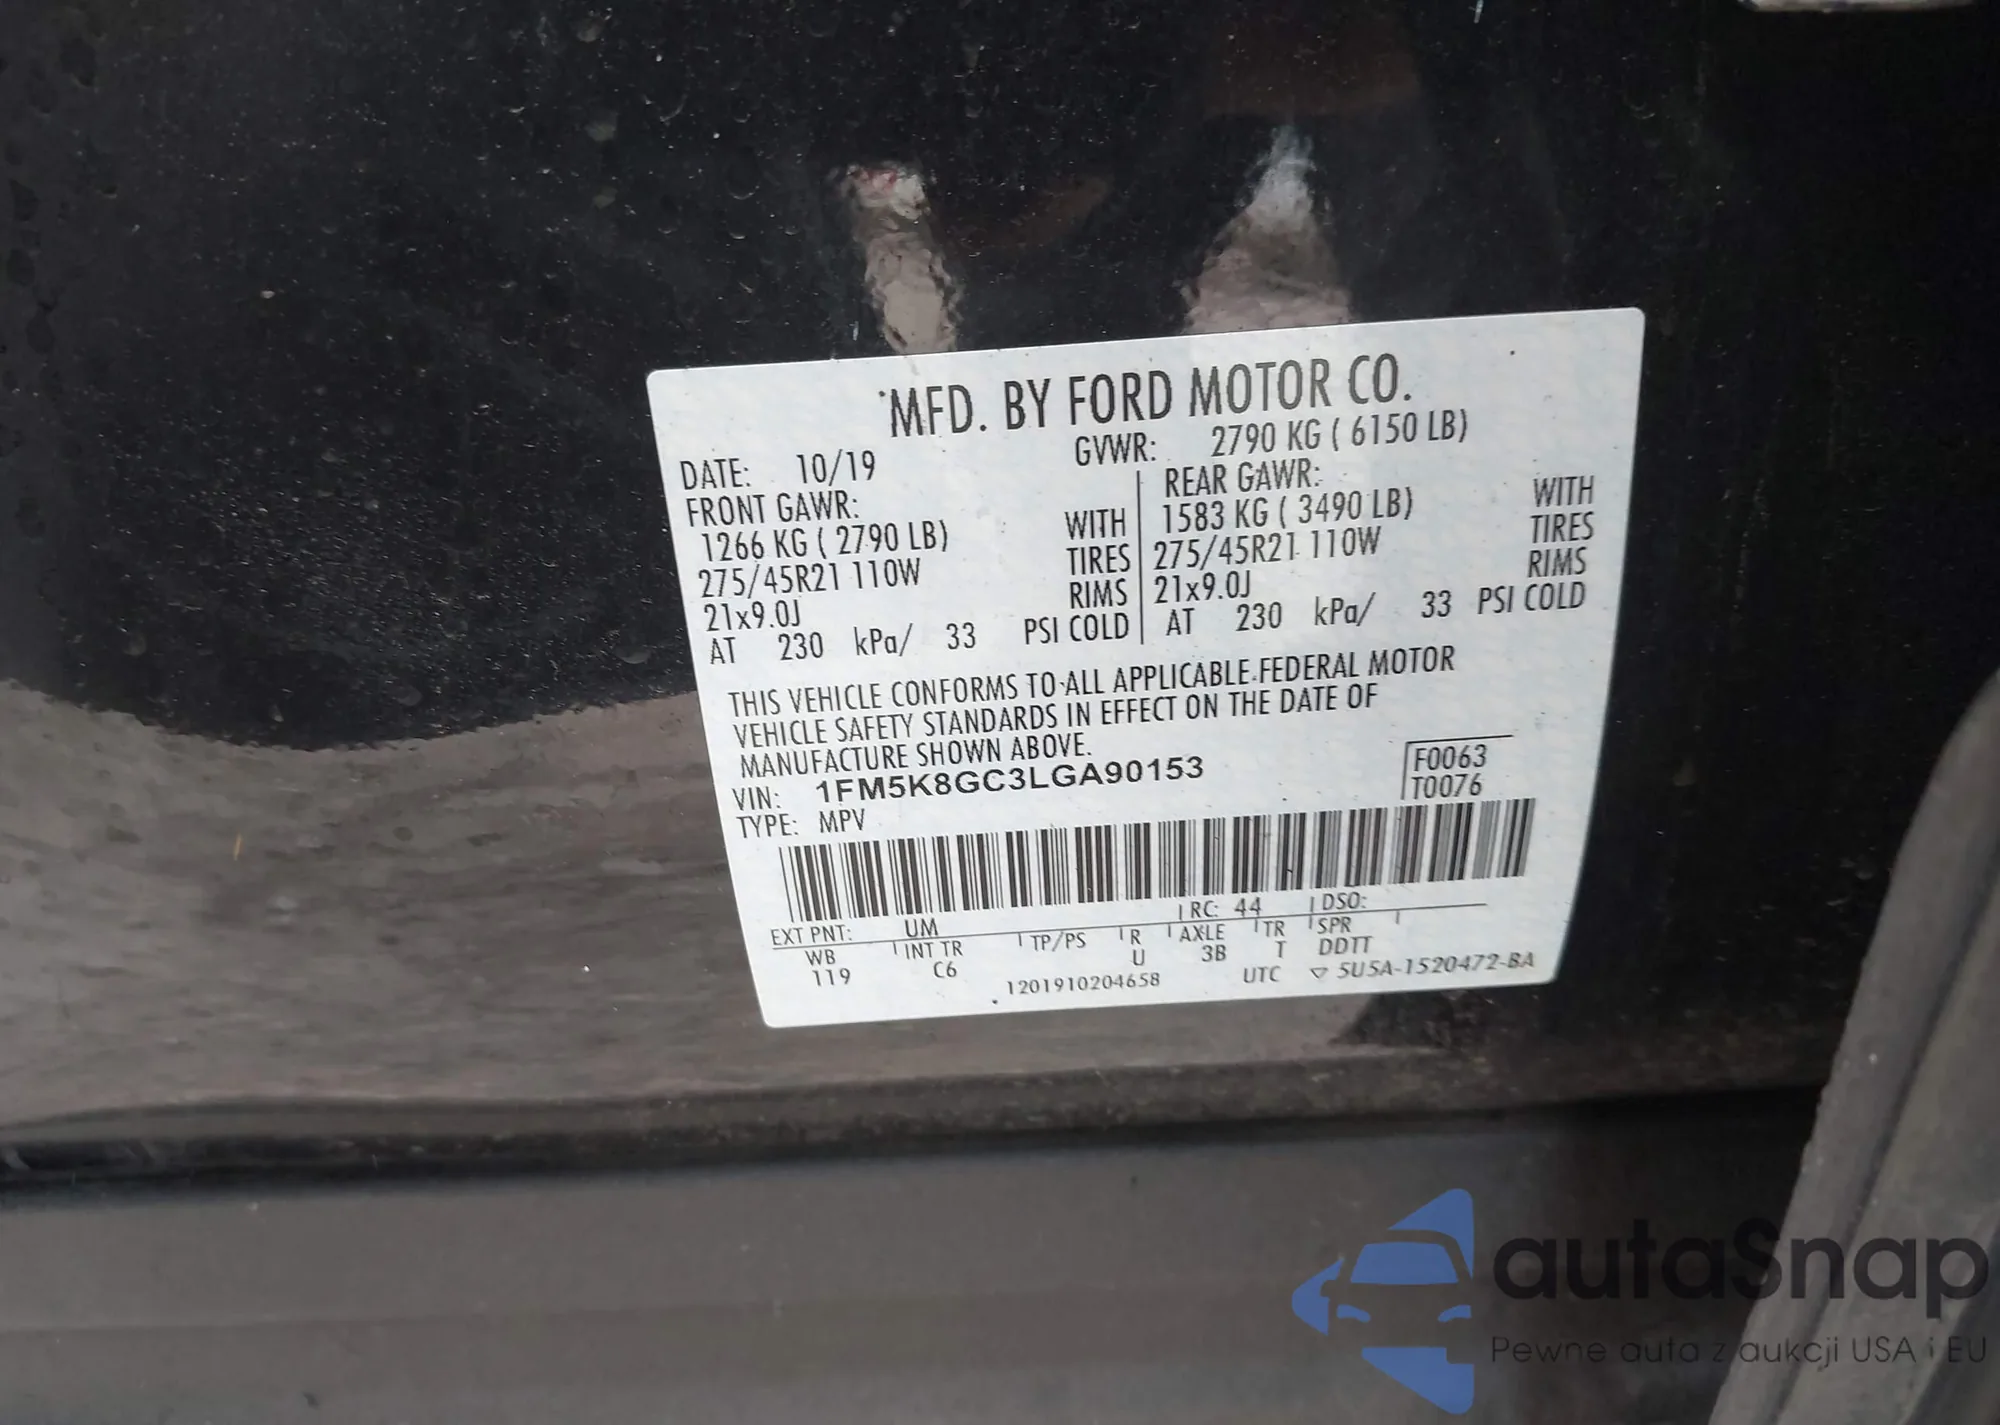 MFD. BY FORD MOTOR CO.
DATE: 10/19 GVWR: 2790 KG ( 6150 LB)
FRONT GAWR: REAR GAWR:
1266 KG ( 2790 LB) WITH 1583 KG ( 3490 LB) WITH
275/45R21 110W TIRES 275/45R21 110W TIRES
21x9.0J RIMS 21x9.0J RIMS
AT 230 kPa/ 33 PSI COLD AT 230 kPa/ 33 PSI COLD
THIS VEHICLE CONFORMS TO ALL APPLICABLE FEDERAL MOTOR
VEHICLE SAFETY STANDARDS IN EFFECT ON THE DATE OF
MANUFACTURE SHOWN ABOVE.
VIN: 1FM5K8GC3LGA90153 F0063
TYPE: MPV T0076
EXT PNT: UM RC: 44 DSO:
WB INT TR TP/PS R AXLE TR SPR
119 C6 U 3B T DDTT
1201910204658 UTC ▽ 5U5A-1520472-BA
autaSnap
Pewne auta z aukcji USA i EU